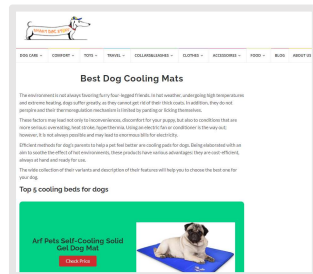 SMART DOG STUFF
DOG CARE COMFORT TOYS TRAVEL COLLARS&LEASHES CLOTHES ACCESSORIES FOOD BLOG ABOUT US
Best Dog Cooling Mats
The environment is not always favoring furry four-legged friends. In hot weather, undergoing high temperatures
and extreme heating, dogs suffer greatly, as they cannot get rid of their thick coats. In addition, they do not
perspire and their thermoregulation mechanism is limited by panting or licking themselves.
These factors may lead not only to inconvenience, discomfort for your puppy, but also to conditions that are
more serious: overeating, heat stroke, hyperthermia. Using an electric fan or conditioner is the way out;
however, it is not always possible and may lead to enormous bills for electricity.
Efficient methods for dog's parents to help a pet feel better are cooling pads for dogs. Being elaborated with an
aim to soothe the effect of hot environments, these products have various advantages: they are cost-efficient,
always at hand and ready for use.
The wide collection of their variants and description of their features will help you to choose the best one for
your dog.
Top 5 cooling beds for dogs
Arf Pets Self-Cooling Solid
Gel Dog Mat
Check Price